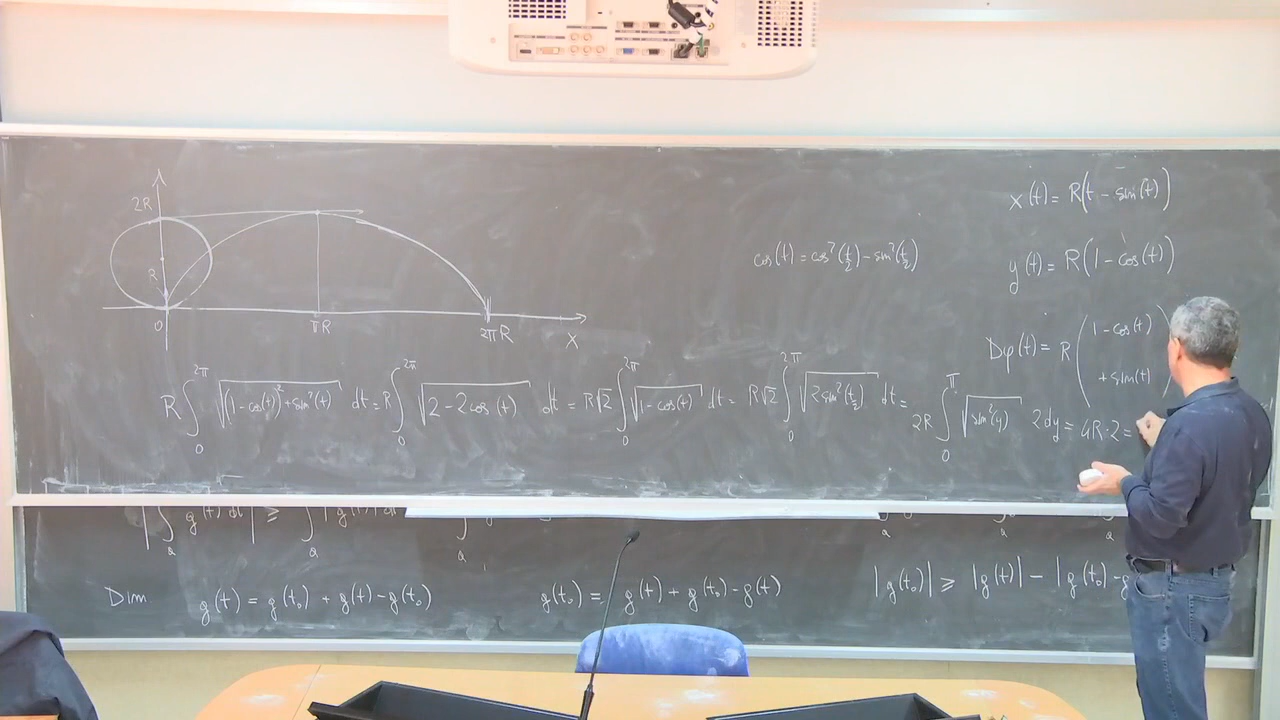 2R
R
0
πR
2πR
X
cos(t) = cos²(t/2) - sin²(t/2)
x(t) = R(t - sin(t))
y(t) = R(1 - cos(t))
Dφ(t) = R ( 1 - cos(t)
+ sin(t)
R ∫₀^{2π} √((1 - cos(t))² + sin²(t)) dt = R ∫₀^{2π} √(2 - 2cos(t)) dt = R√2 ∫₀^{2π} √(1 - cos(t)) dt = R√2 ∫₀^{2π} √(2sin²(t/2)) dt =
2R ∫₀^{π} √(sin²(y)) 2dy = 4R·2 =
| ∫ₐ g(t) dt | ≥ ∫ₐ | g(t) | dt
Dim g(t) = g(t₀) + g(t) - g(t₀) g(t₀) = g(t) + g(t₀) - g(t) |g(t₀)| ≥ |g(t)| - |g(t₀) - g